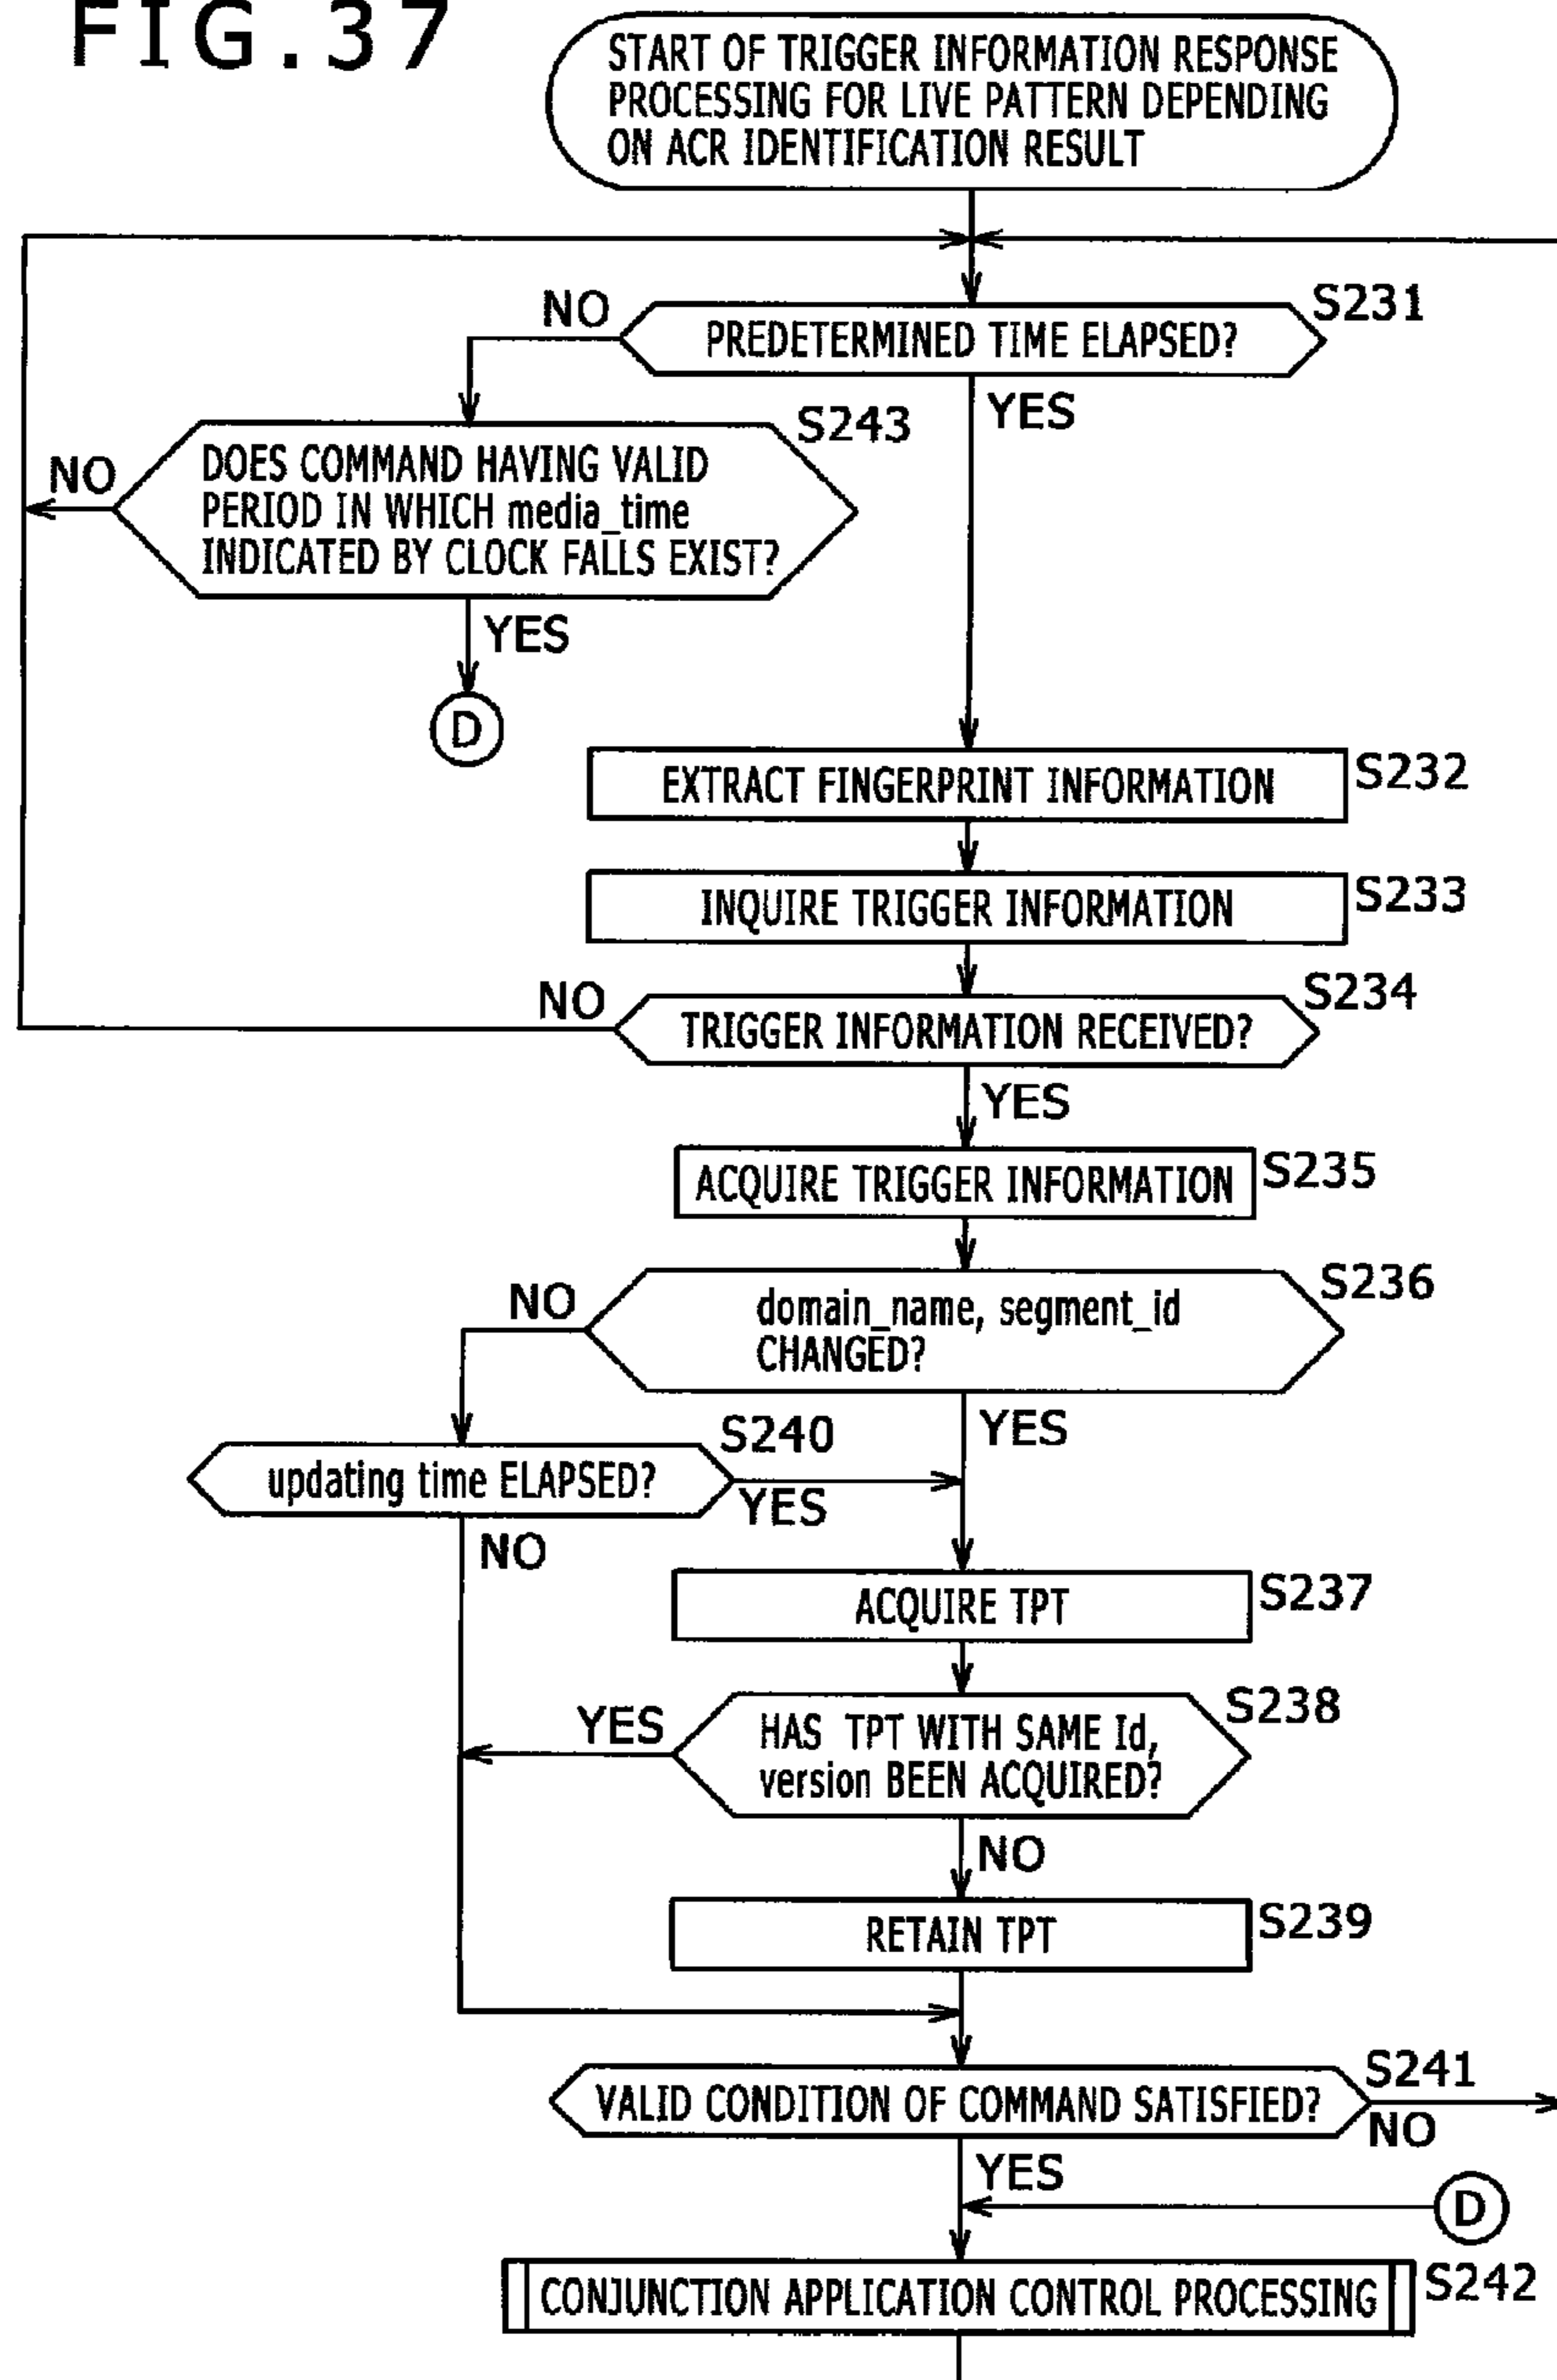 FIG.37
START OF TRIGGER INFORMATION RESPONSE
PROCESSING FOR LIVE PATTERN DEPENDING
ON ACR IDENTIFICATION RESULT
NO
S231
PREDETERMINED TIME ELAPSED?
YES
S243
NO
DOES COMMAND HAVING VALID
PERIOD IN WHICH media_time
INDICATED BY CLOCK FALLS EXIST?
YES
D
EXTRACT FINGERPRINT INFORMATION
S232
INQUIRE TRIGGER INFORMATION
S233
NO
S234
TRIGGER INFORMATION RECEIVED?
YES
ACQUIRE TRIGGER INFORMATION
S235
NO
S236
domain_name, segment_id
CHANGED?
YES
S240
updating time ELAPSED?
YES
NO
ACQUIRE TPT
S237
YES
S238
HAS TPT WITH SAME Id,
version BEEN ACQUIRED?
NO
RETAIN TPT
S239
VALID CONDITION OF COMMAND SATISFIED?
S241
NO
YES
D
CONJUNCTION APPLICATION CONTROL PROCESSING
S242